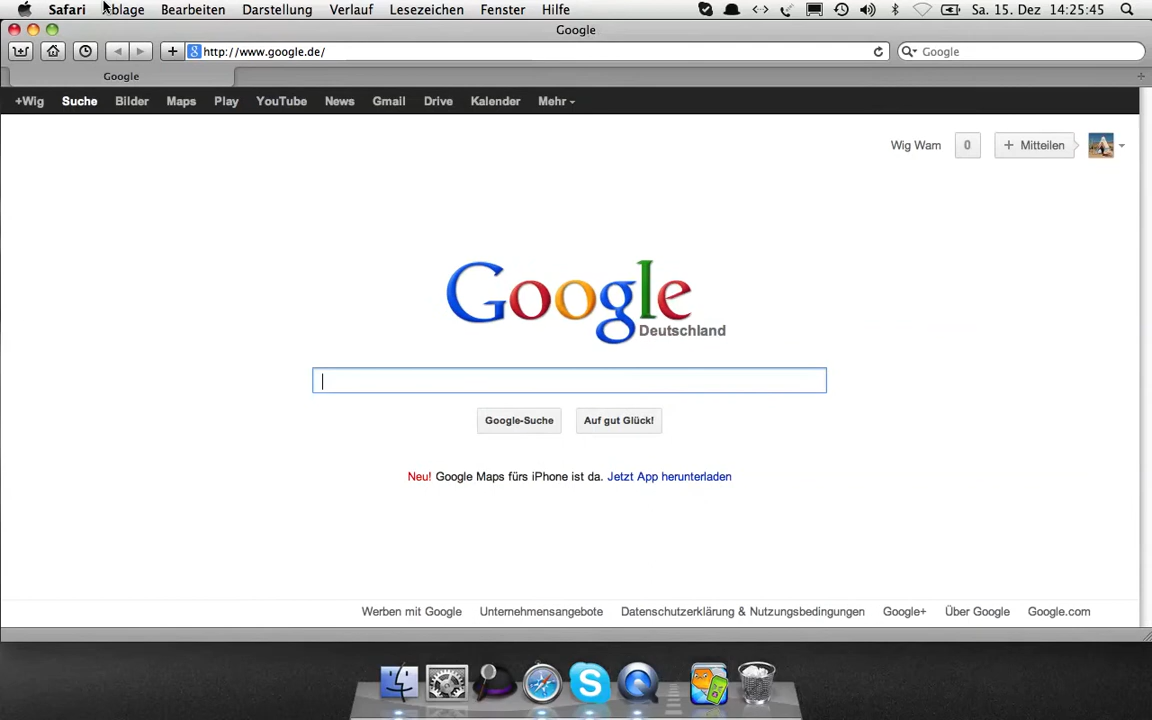 Safari Ablage Bearbeiten Darstellung Verlauf Lesezeichen Fenster Hilfe Sa. 15. Dez 14:25:45
Google
http://www.google.de/ Google
Google
+Wig Suche Bilder Maps Play YouTube News Gmail Drive Kalender Mehr
Wig Wam 0 + Mitteilen
Google
Deutschland
Google-Suche Auf gut Glück!
Neu! Google Maps fürs iPhone ist da. Jetzt App herunterladen
Werben mit Google Unternehmensangebote Datenschutzerklärung & Nutzungsbedingungen Google+ Über Google Google.com